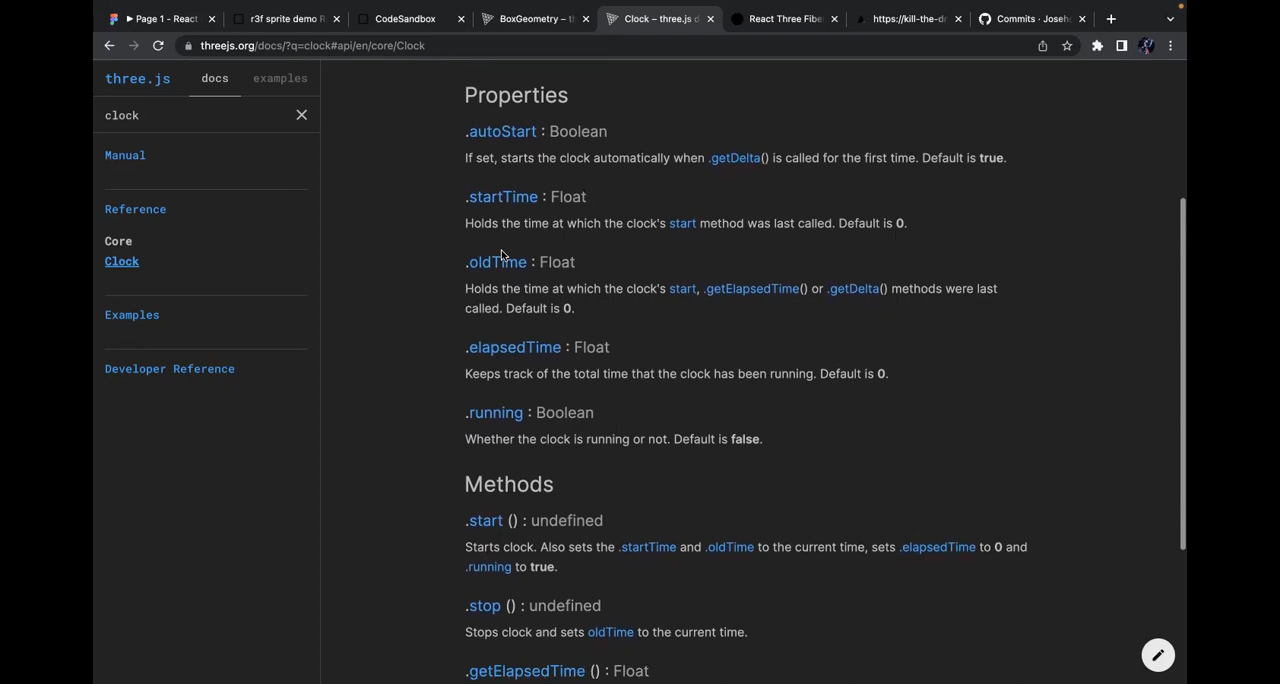 Page 1 - React
r3f sprite demo R
CodeSandbox
BoxGeometry – th
Clock – three.js d
React Three Fiber
https://kill-the-dr
Commits · Joseho
threejs.org/docs/?q=clock#api/en/core/Clock
three.js docs examples
clock
Manual
Reference
Core
Clock
Examples
Developer Reference
Properties
.autoStart : Boolean
If set, starts the clock automatically when .getDelta() is called for the first time. Default is true.
.startTime : Float
Holds the time at which the clock's start method was last called. Default is 0.
.oldTime : Float
Holds the time at which the clock's start, .getElapsedTime() or .getDelta() methods were last
called. Default is 0.
.elapsedTime : Float
Keeps track of the total time that the clock has been running. Default is 0.
.running : Boolean
Whether the clock is running or not. Default is false.
Methods
.start () : undefined
Starts clock. Also sets the .startTime and .oldTime to the current time, sets .elapsedTime to 0 and
.running to true.
.stop () : undefined
Stops clock and sets oldTime to the current time.
.getElapsedTime () : Float